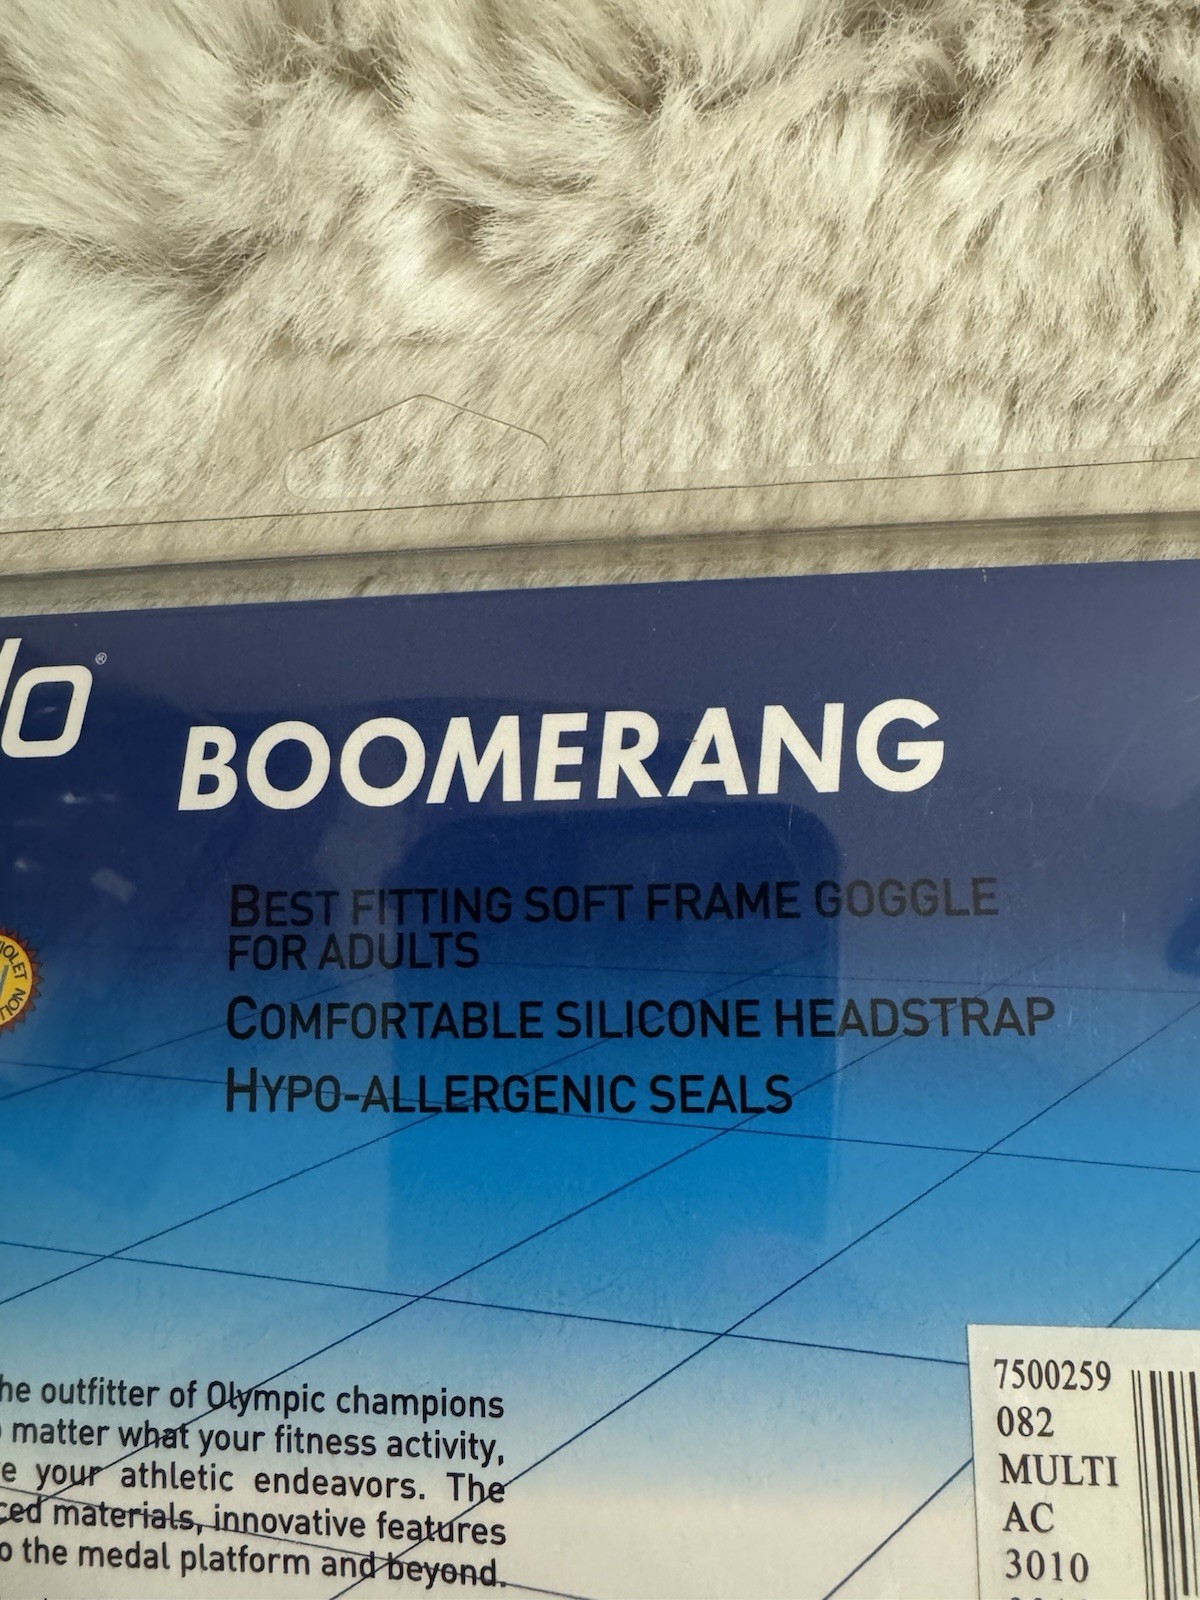 do®
BOOMERANG
BEST FITTING SOFT FRAME GOGGLE
FOR ADULTS
COMFORTABLE SILICONE HEADSTRAP
HYPO-ALLERGENIC SEALS
outfitter of Olympic champions
matter what your fitness activity,
your athletic endeavors. The
materials, innovative features
the medal platform and beyond.
7500259
082
MULTI
AC
3010